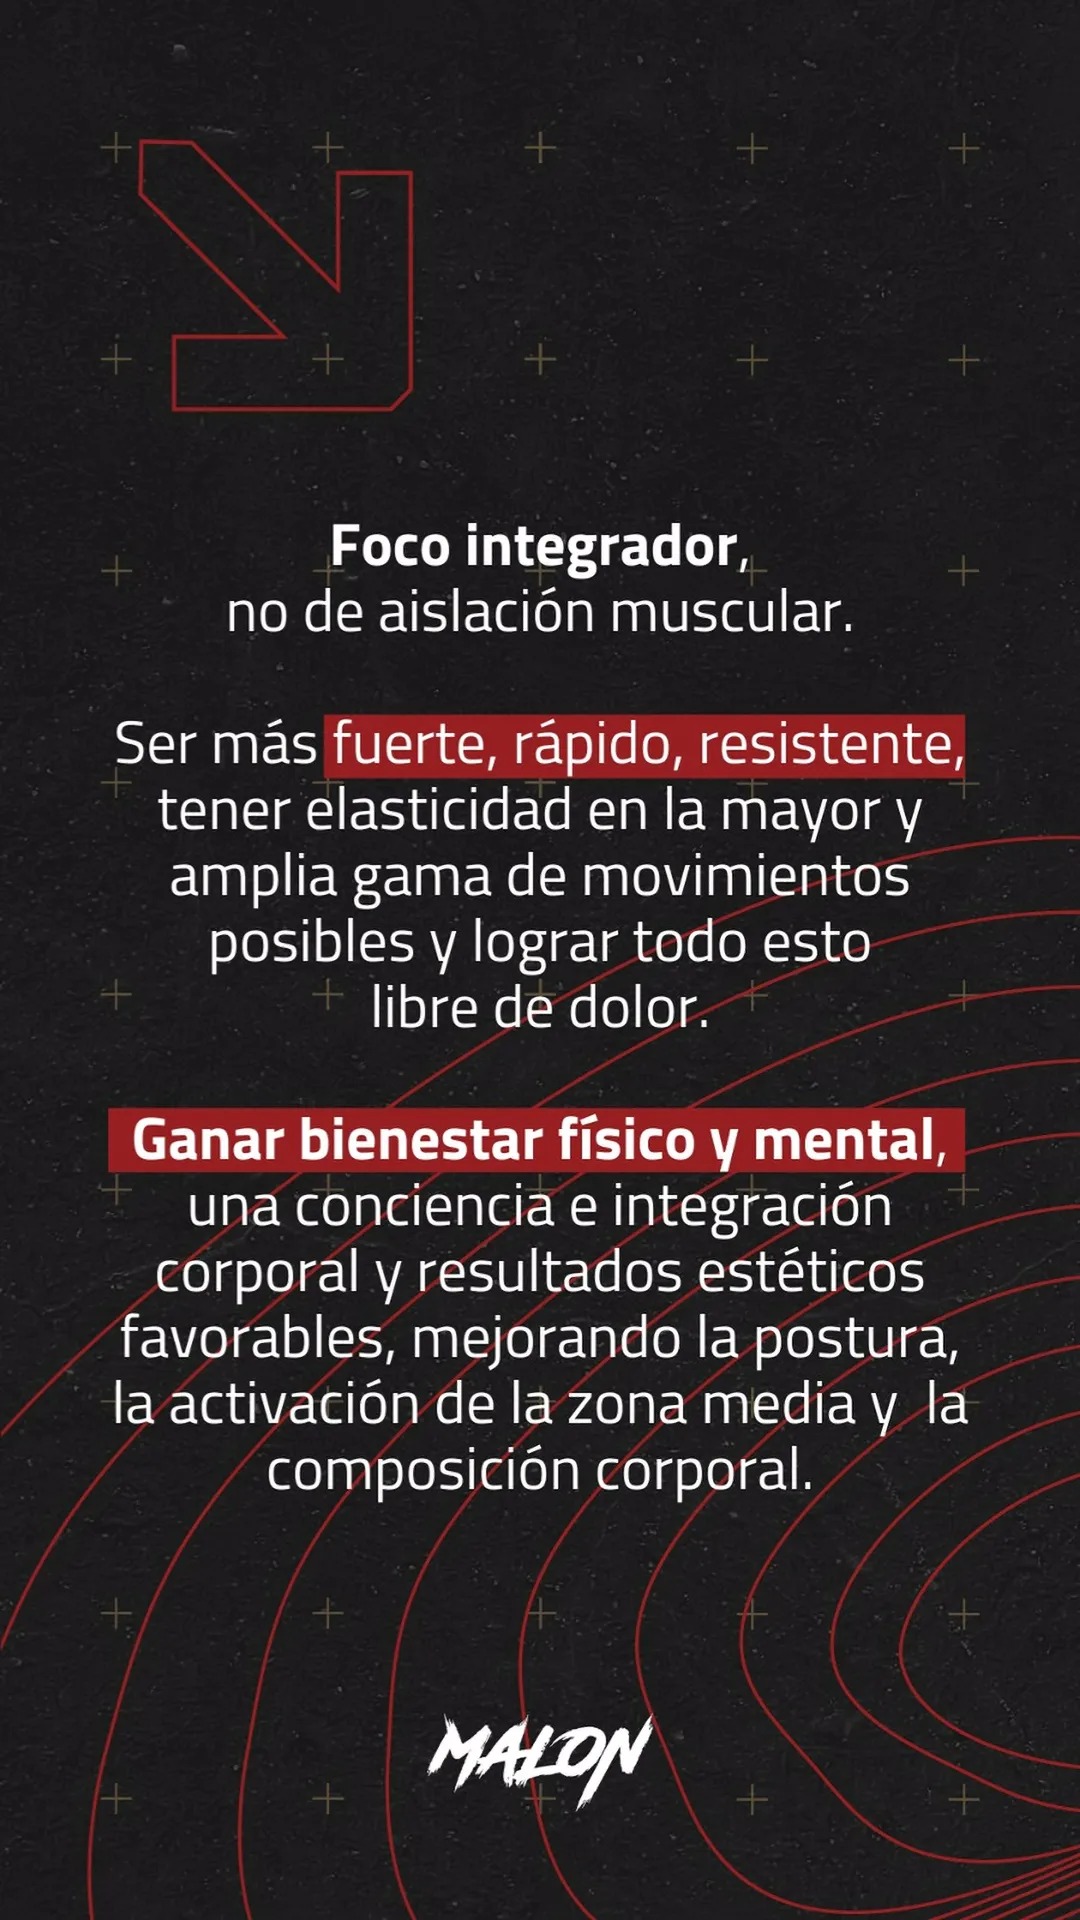 Foco integrador,
no de aislación muscular.
Ser más fuerte, rápido, resistente,
tener elasticidad en la mayor y
amplia gama de movimientos
posibles y lograr todo esto
libre de dolor.
Ganar bienestar físico y mental,
una conciencia e integración
corporal y resultados estéticos
favorables, mejorando la postura,
la activación de la zona media y  la
composición corporal.
MALON